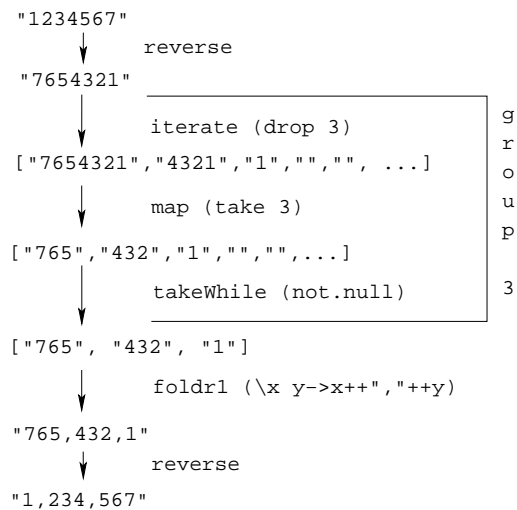 "1234567"
reverse
"7654321"
iterate (drop 3)
["7654321","4321","1","","", ...]
map (take 3)
["765","432","1","","",...]
takeWhile (not.null)
["765", "432", "1"]
foldr1 (\x y->x++","++y)
"765,432,1"
reverse
"1,234,567"
group 3